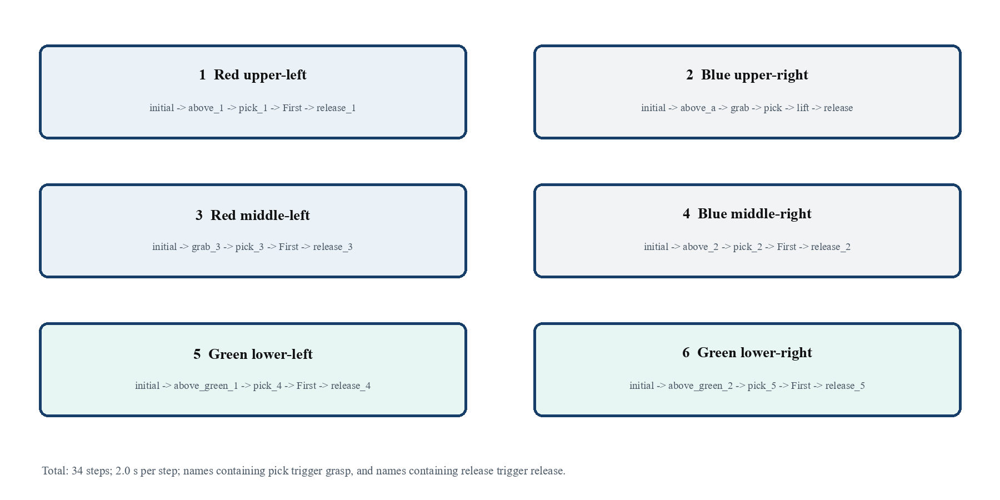 1 Red upper-left
initial -> above_1 -> pick_1 -> First -> release_1
2 Blue upper-right
initial -> above_a -> grab -> pick -> lift -> release
3 Red middle-left
initial -> grab_3 -> pick_3 -> First -> release_3
4 Blue middle-right
initial -> above_2 -> pick_2 -> First -> release_2
5 Green lower-left
initial -> above_green_1 -> pick_4 -> First -> release_4
6 Green lower-right
initial -> above_green_2 -> pick_5 -> First -> release_5
Total: 34 steps; 2.0 s per step; names containing pick trigger grasp, and names containing release trigger release.